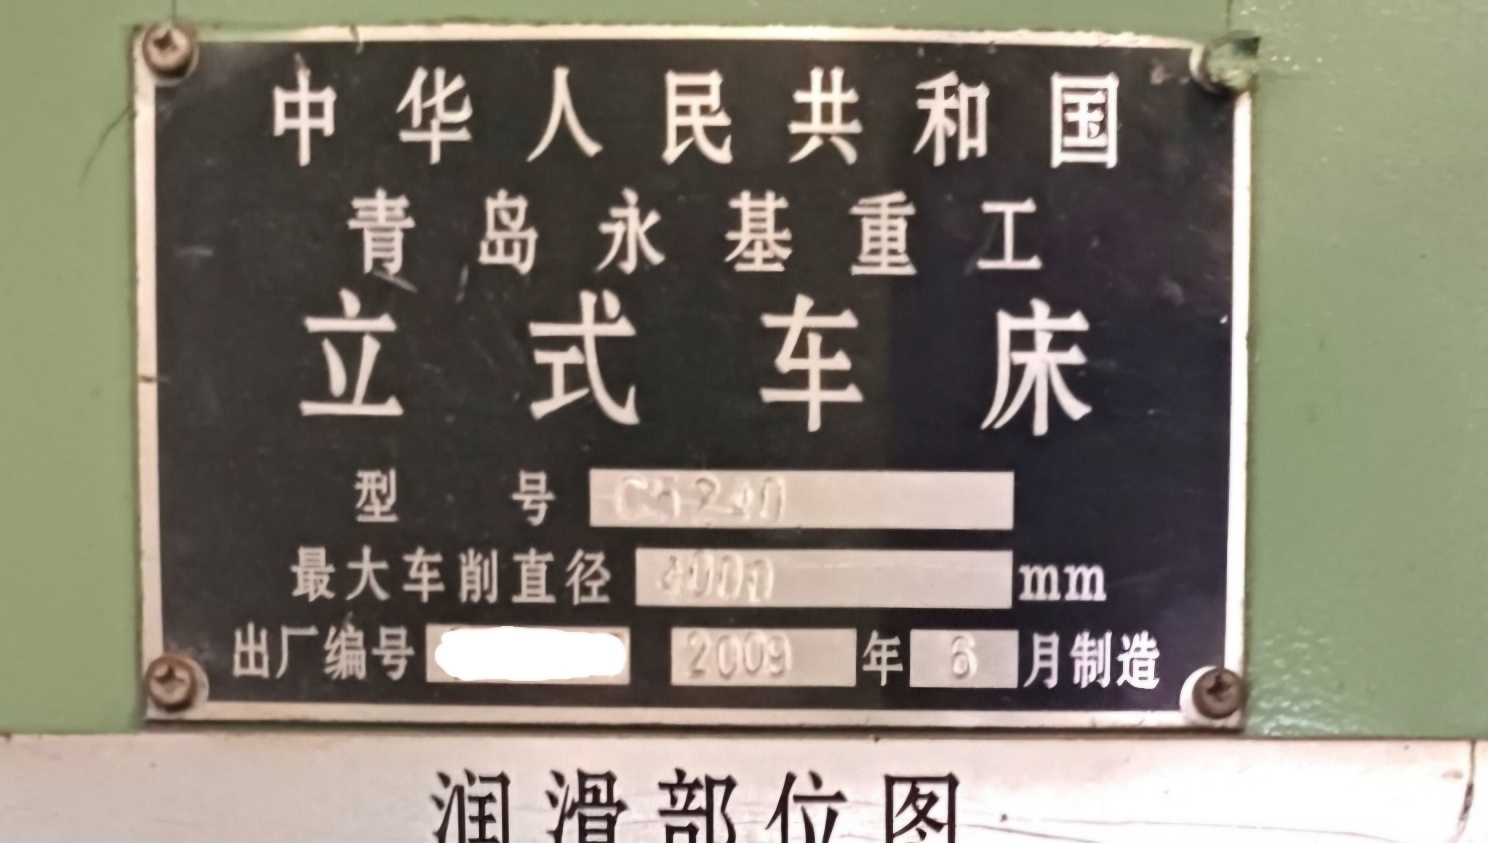 中华人民共和国
青岛永基重工
立式车床
型号 C5240
最大车削直径 4000 mm
出厂编号 2009 年 6 月制造
润滑部位图